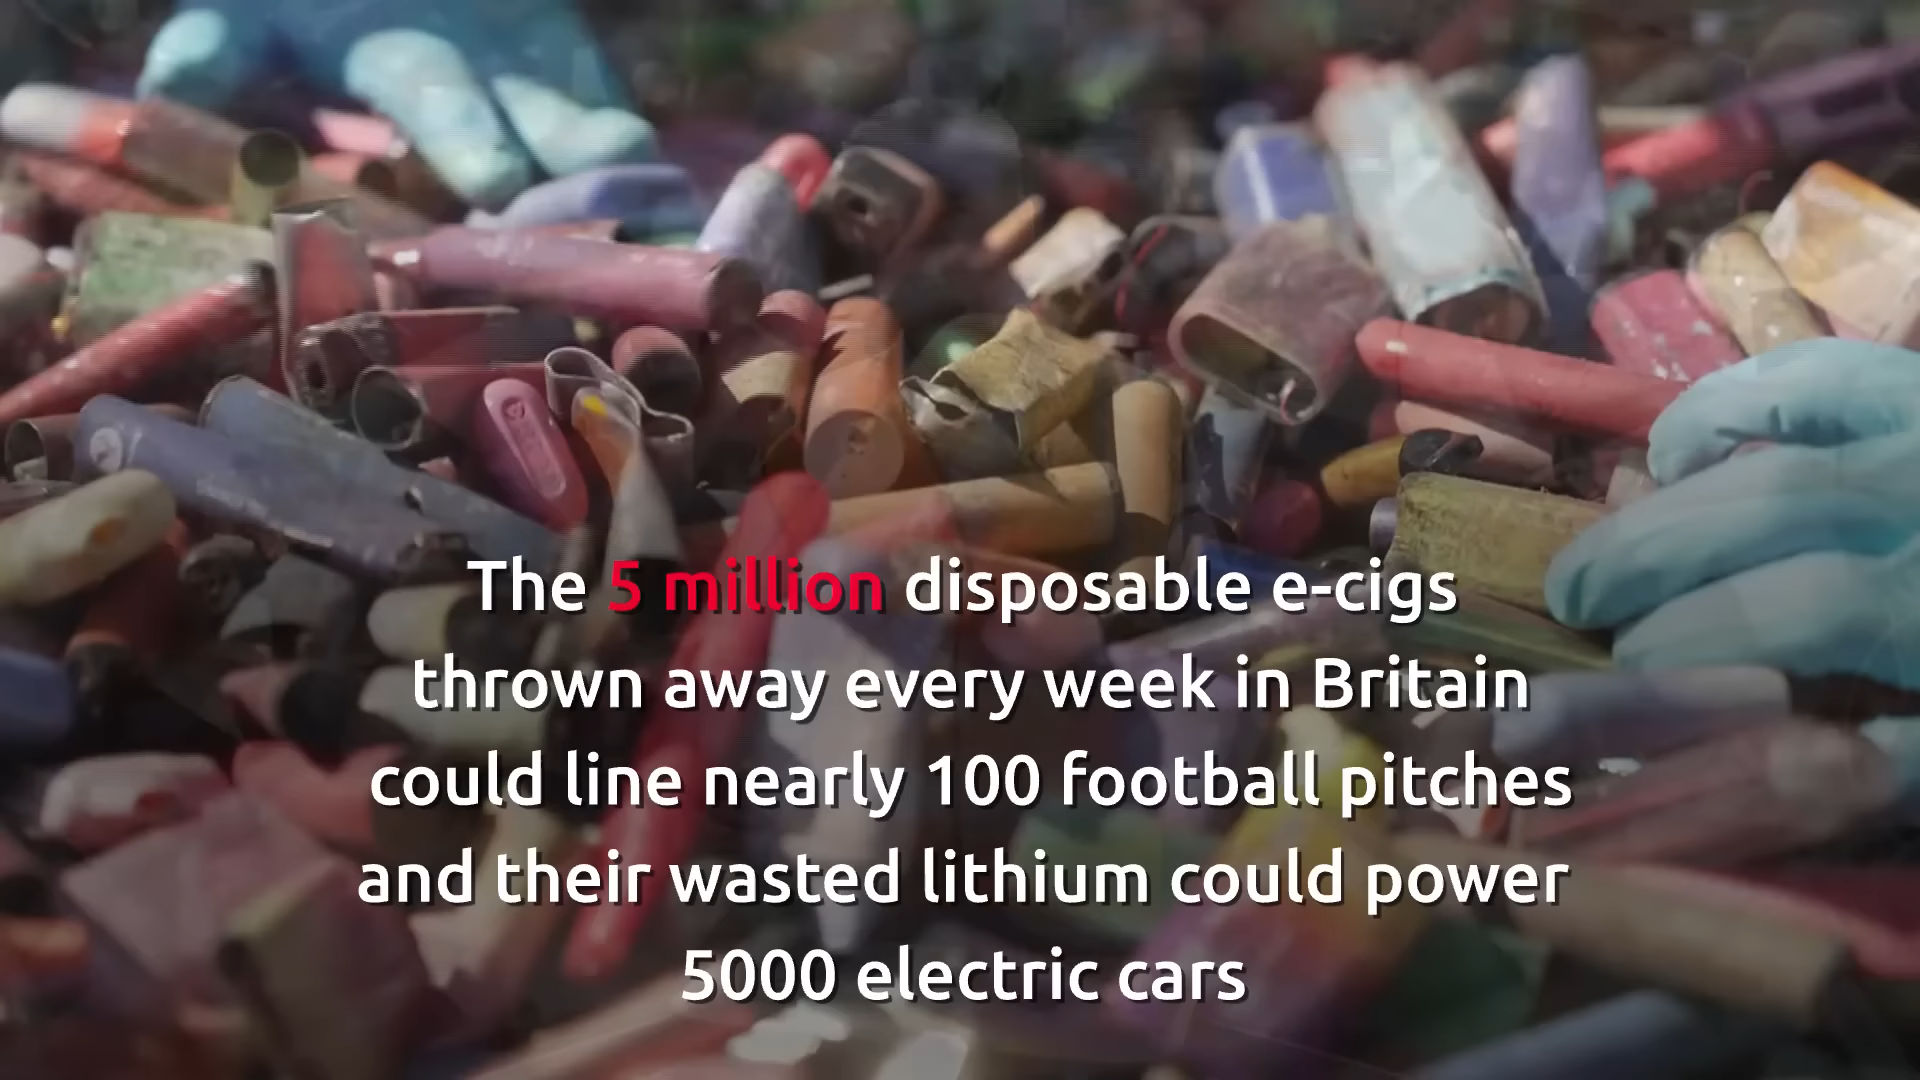 The 5 million disposable e-cigs
thrown away every week in Britain
could line nearly 100 football pitches
and their wasted lithium could power
5000 electric cars